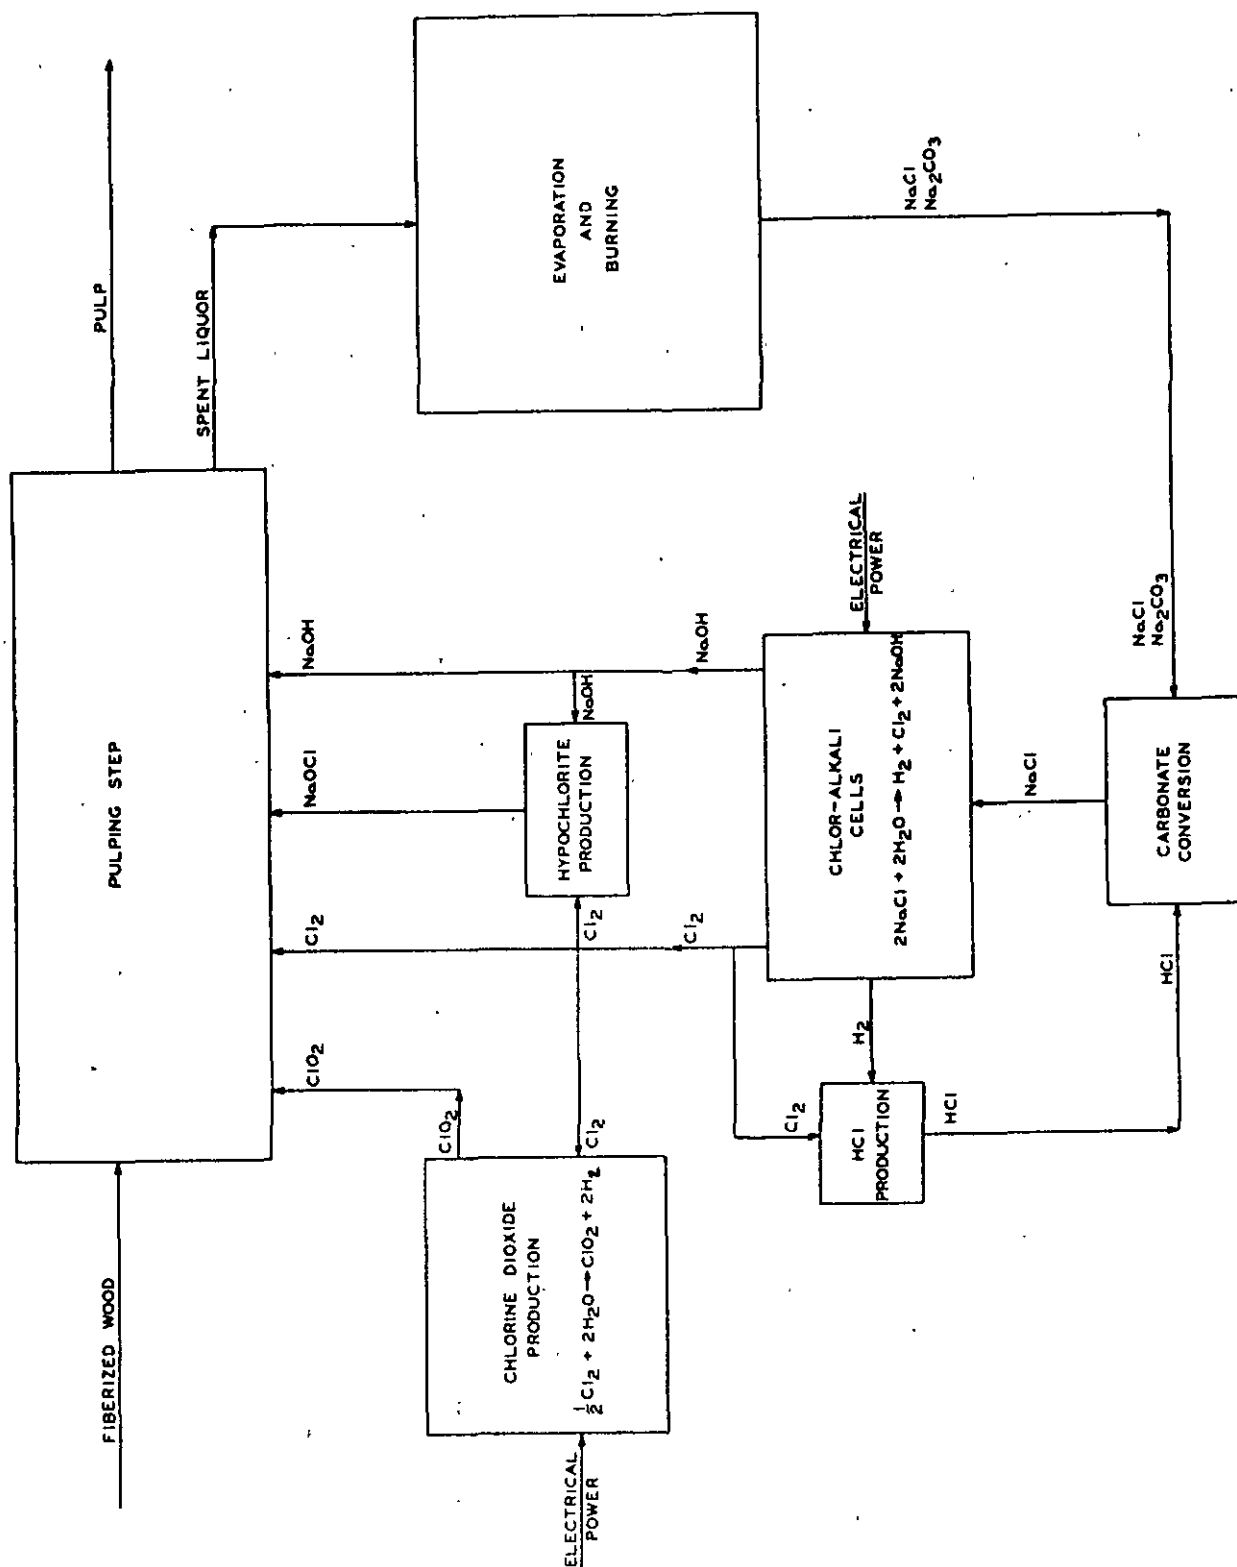 FIBERIZED WOOD
PULPING STEP
PULP
SPENT LIQUOR
ClO2
Cl2
NaOCl
NaOH
ClO2
CHLORINE DIOXIDE
PRODUCTION
1/2 Cl2 + 2H2O → ClO2 + 2H2
ELECTRICAL
POWER
Cl2
Cl2
HYPOCHLORITE
PRODUCTION
NaOH
EVAPORATION
AND
BURNING
Cl2
NaOH
Cl2
H2
HCl
PRODUCTION
CHLOR-ALKALI
CELLS
2NaCl + 2H2O → H2 + Cl2 + 2NaOH
ELECTRICAL
POWER
NaCl
Na2CO3
HCl
HCl
NaCl
CARBONATE
CONVERSION
NaCl
Na2CO3